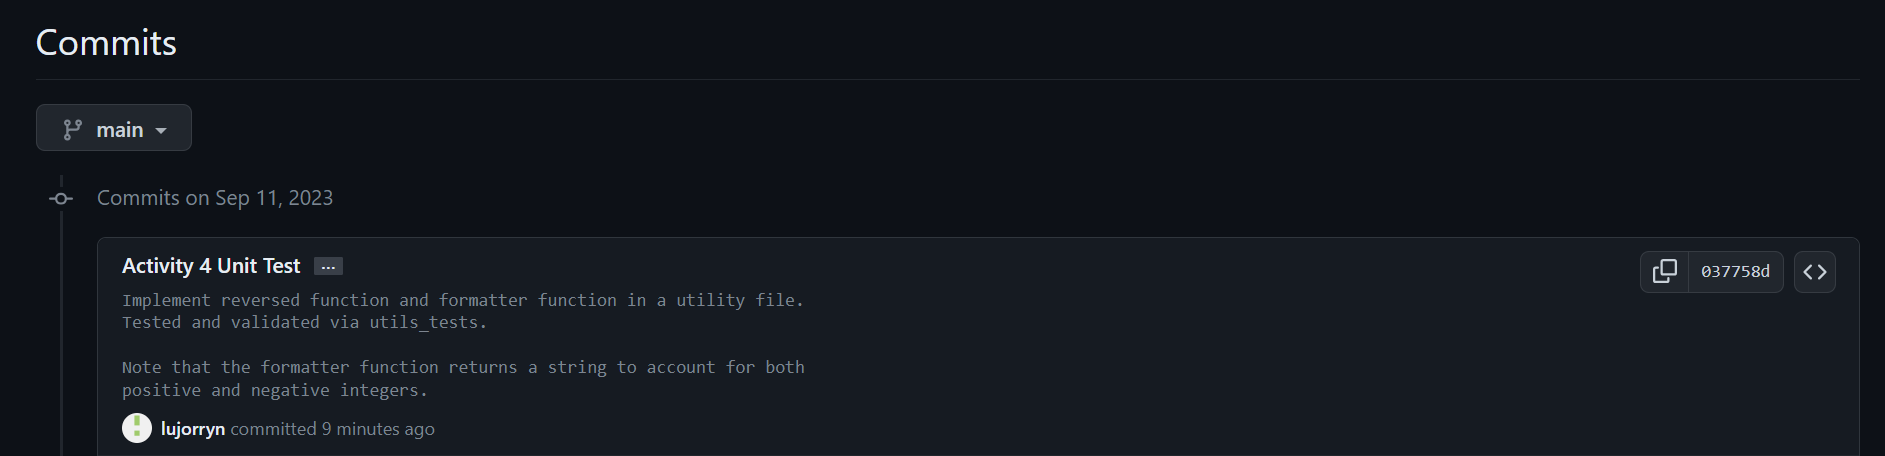 Commits
main
Commits on Sep 11, 2023
Activity 4 Unit Test ...
037758d
Implement reversed function and formatter function in a utility file.
Tested and validated via utils_tests.
Note that the formatter function returns a string to account for both
positive and negative integers.
lujorryn committed 9 minutes ago